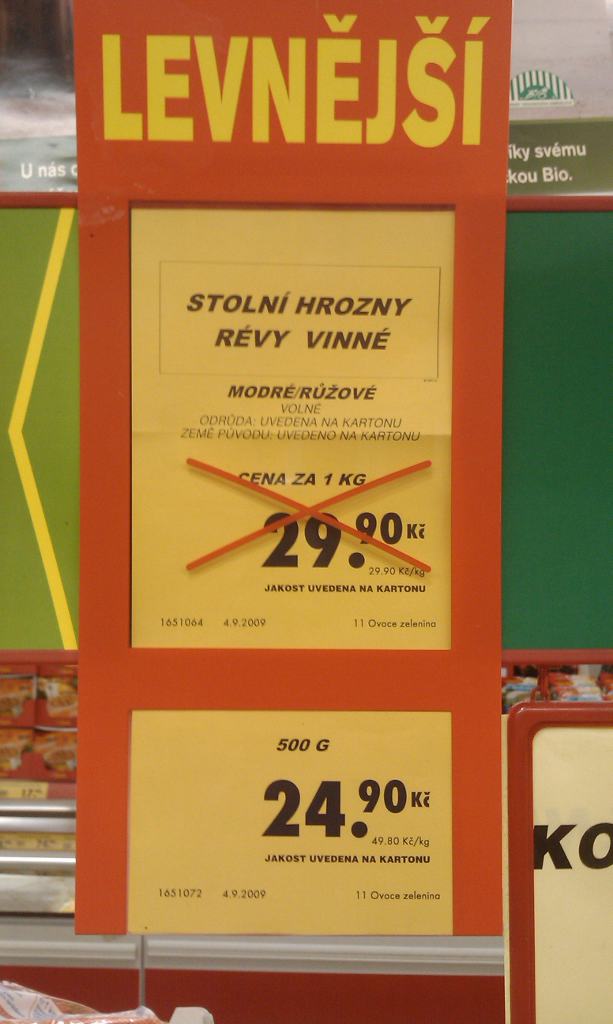 LEVNĚJŠÍ
U nás
íky svému
kou Bio.
STOLNÍ HROZNY
RÉVY VINNÉ
MODRÉ/RŮŽOVÉ
VOLNÉ
ODRŮDA: UVEDENA NA KARTONU
ZEMĚ PŮVODU: UVEDENO NA KARTONU
CENA ZA 1 KG
29.90 Kč
29.90 Kč/kg
JAKOST UVEDENA NA KARTONU
1651064 4.9.2009 11 Ovoce zelenina
500 G
24.90 Kč
49.80 Kč/kg
JAKOST UVEDENA NA KARTONU
1651072 4.9.2009 11 Ovoce zelenina
KO